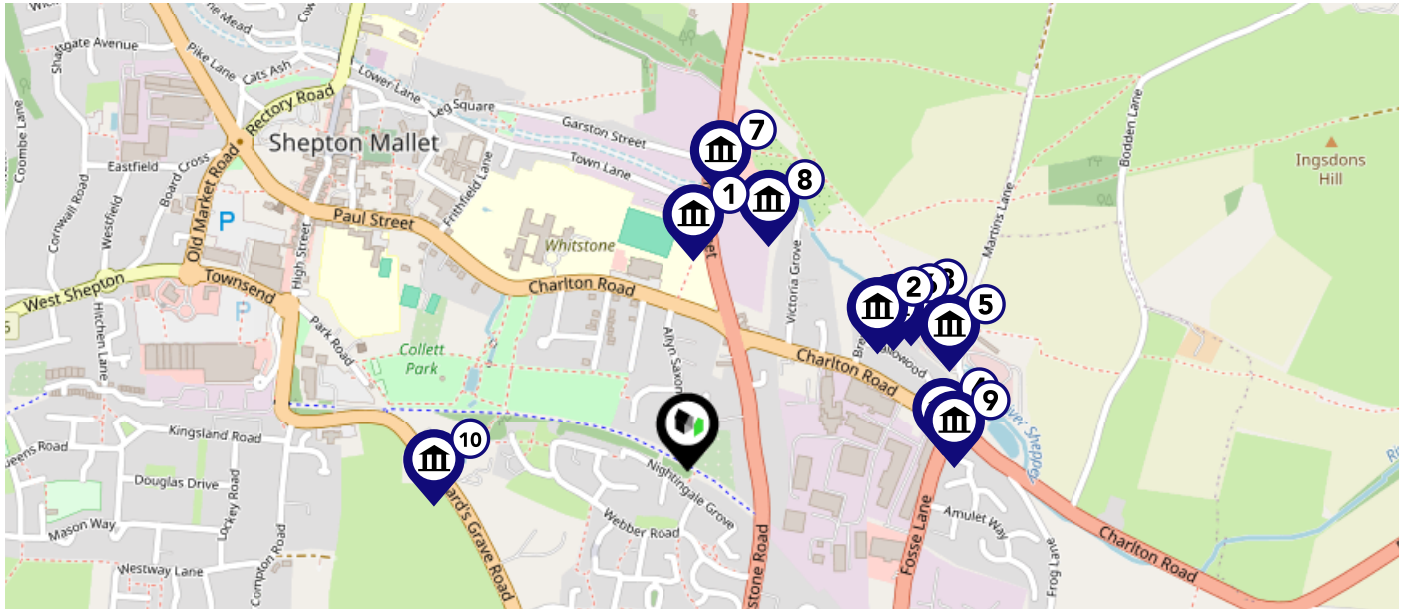 Pike Lane
Cats Ash
Rectory Road
Lower Lane
Leg Square
Garston Street
Town Lane
Shepton Mallet
Coombe Lane
Cornwall Road
Eastfield
Westfield
Board Cross
Old Market Road
P
Paul Street
Frithfield Lane
High Street
Whitstone
West Shepton
Townsend
P
Park Road
Hitchen Lane
Collett
Park
Charlton Road
Allyn Saxon
Victoria Grove
Martins Lane
Bodden Lane
Ingsdons
Hill
7
1
8
2
3
5
9
10
Charlton Road
Kingsland Road
Douglas Drive
Lockey Road
Mason Way
Westway Lane
Compton Road
Nightingale Grove
Webber Road
Fosse Lane
Amulet Way
Frog Lane
Charlton Road